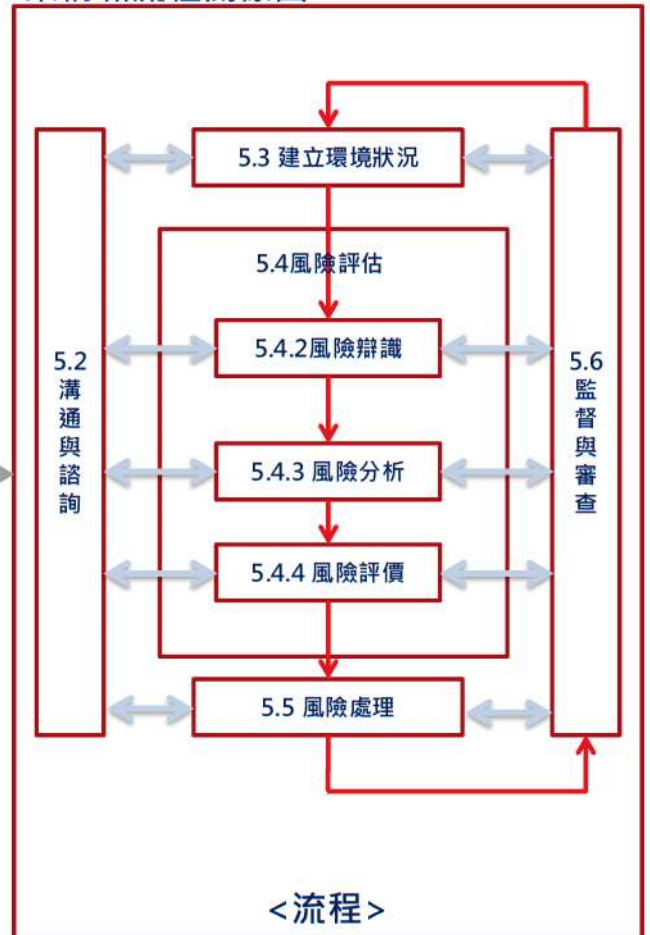 5.3 建立環境狀況
5.4風險評估
5.4.2風險辯識
5.4.3 風險分析
5.4.4 風險評價
5.5 風險處理
5.2
溝
通
與
諮
詢
5.6
監
督
與
審
查
<流程>